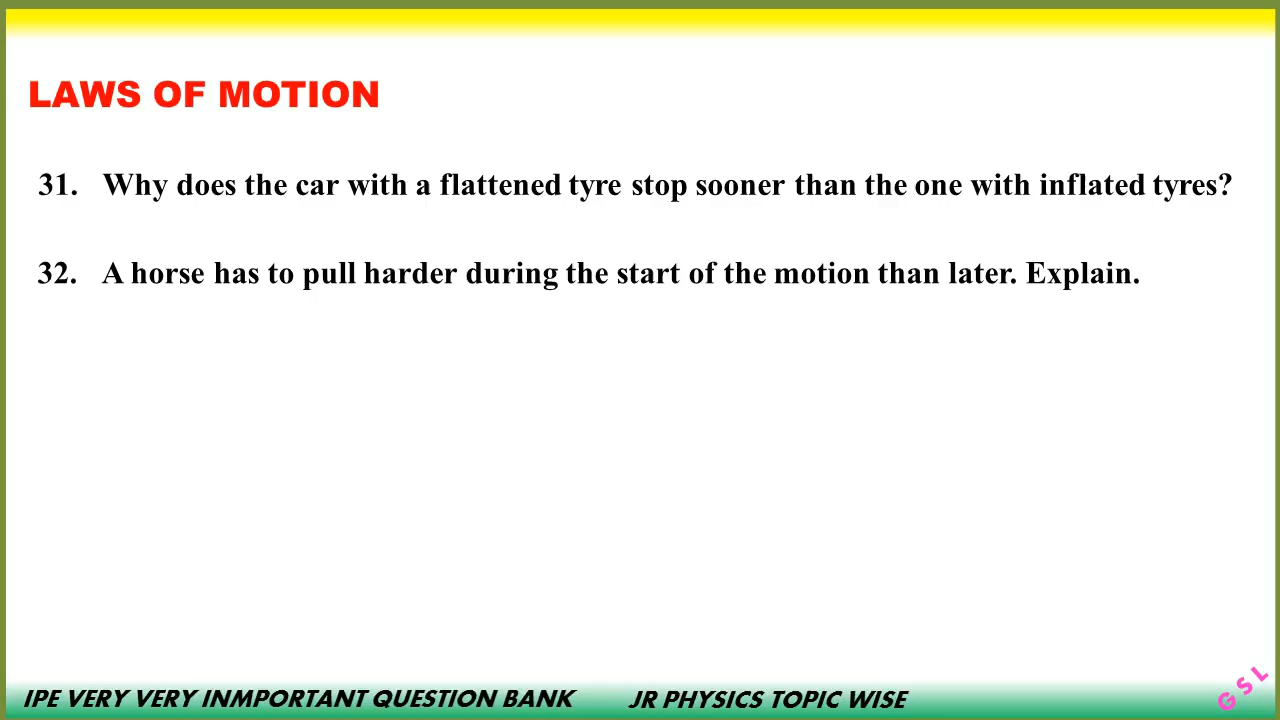 LAWS OF MOTION
31. Why does the car with a flattened tyre stop sooner than the one with inflated tyres?
32. A horse has to pull harder during the start of the motion than later. Explain.
IPE VERY VERY INMPORTANT QUESTION BANK JR PHYSICS TOPIC WISE
GSL